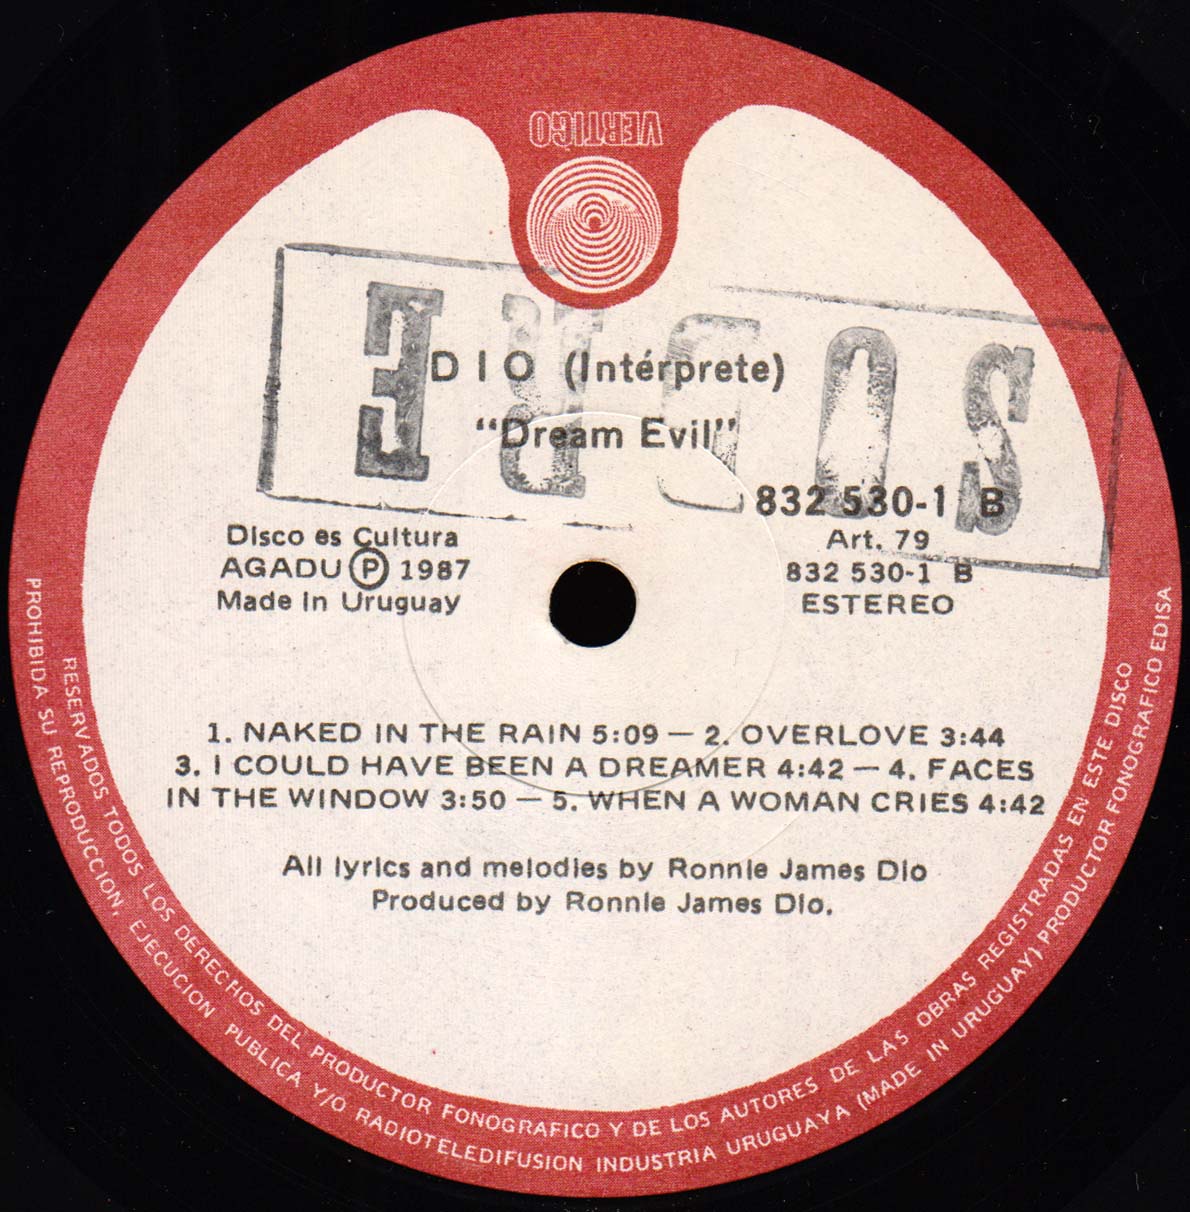 VERTIGO
SODRE
DIO (Intérprete)
"Dream Evil"
832 530-1 B
Disco es Cultura
AGADU Ⓟ 1987
Made in Uruguay
Art. 79
832 530-1 B
ESTEREO
1. NAKED IN THE RAIN 5:09 — 2. OVERLOVE 3:44
3. I COULD HAVE BEEN A DREAMER 4:42 — 4. FACES
IN THE WINDOW 3:50 — 5. WHEN A WOMAN CRIES 4:42
All lyrics and melodies by Ronnie James Dio
Produced by Ronnie James Dio.
RESERVADOS TODOS LOS DERECHOS DEL PRODUCTOR FONOGRAFICO Y DE LOS AUTORES DE LAS OBRAS REGISTRADAS EN ESTE DISCO
PROHIBIDA SU REPRODUCCION, EJECUCION PUBLICA Y/O RADIOTELEDIFUSION INDUSTRIA URUGUAYA (MADE IN URUGUAY) PRODUCTOR FONOGRAFICO EDISA